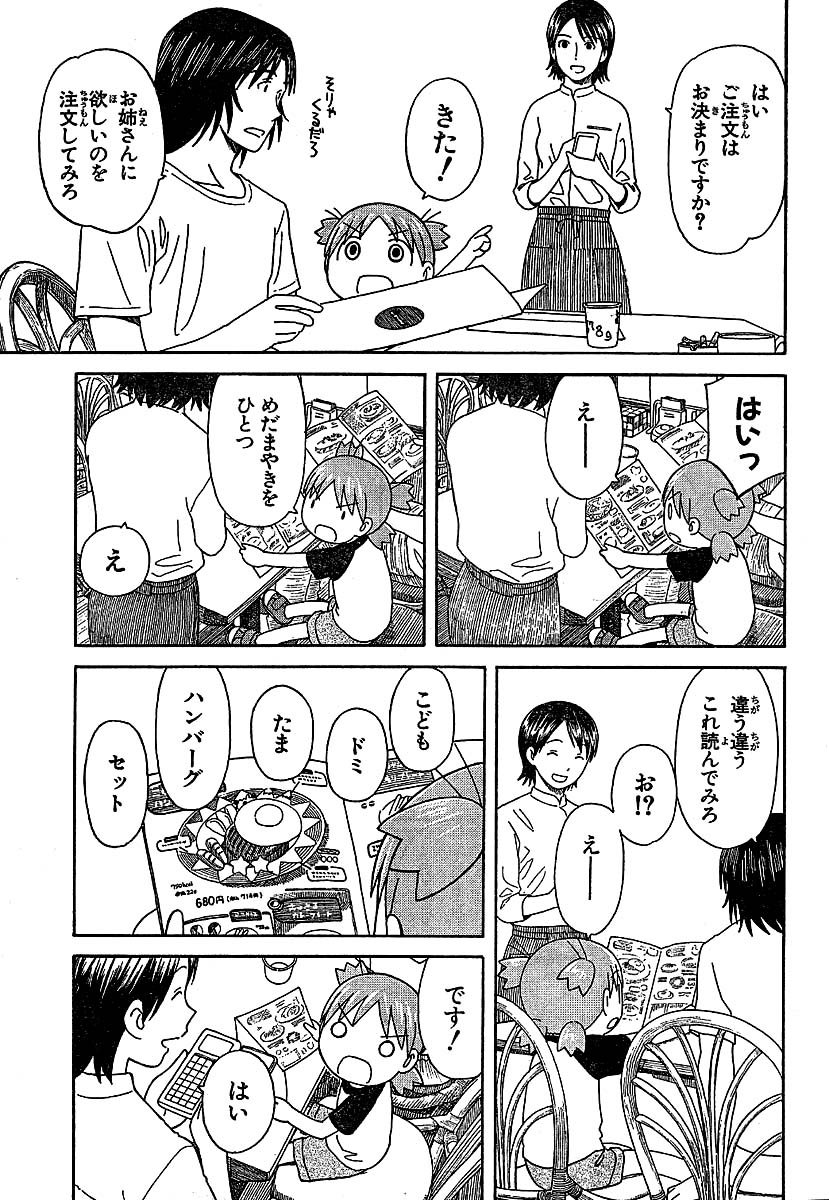 はい
ご注文は
お決まりですか？
きた！
そりゃ
くるだろ
お姉さんに
欲しいのを
注文してみろ
はいっ
えー
めだまやきを
ひとつ
え
違う違う
これ読んでみろ
お!?
えー
こども
ドミ
たま
ハンバーグ
セット
680円
です！
はい